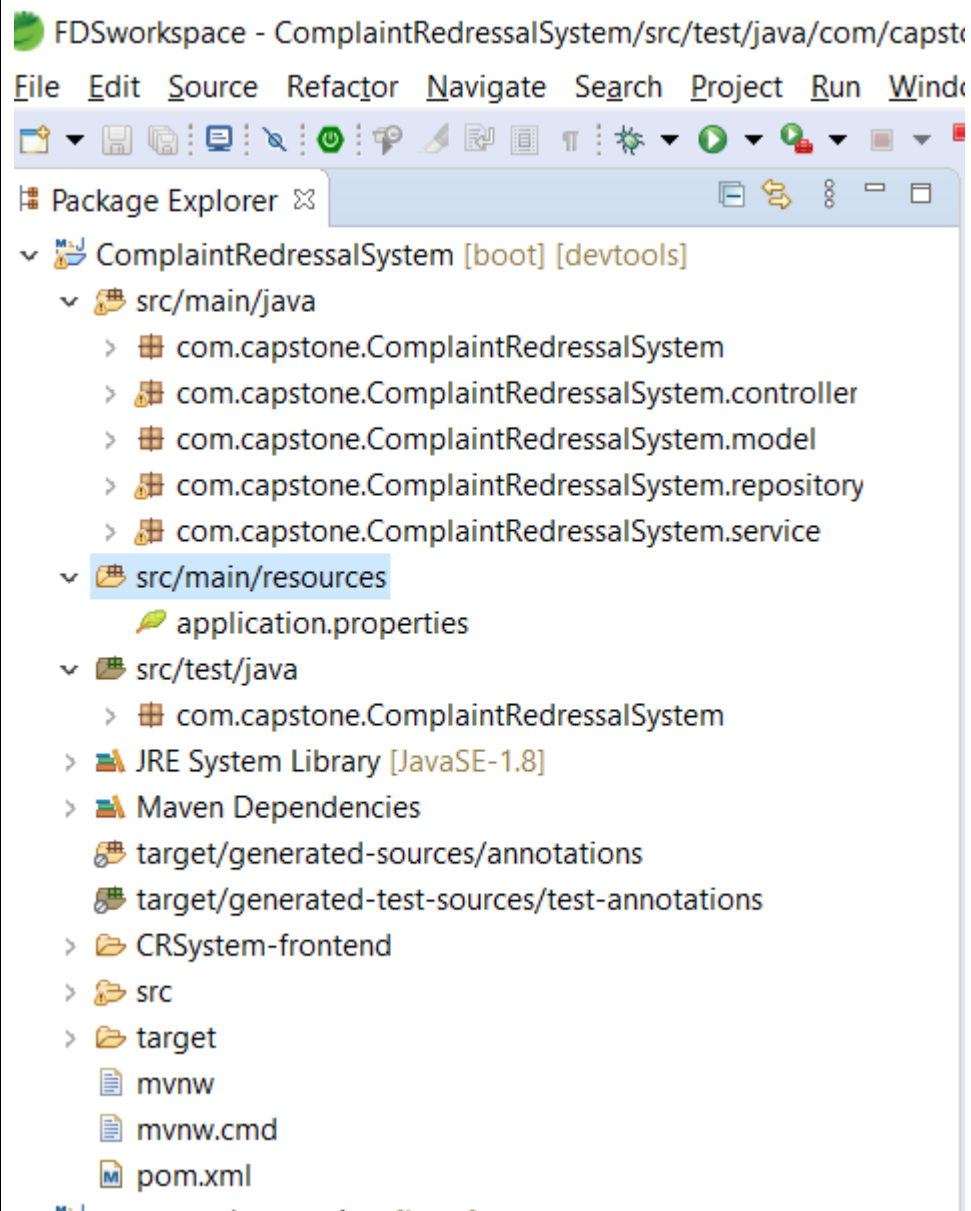 FDSworkspace - ComplaintRedressalSystem/src/test/java/com/capsto
File Edit Source Refactor Navigate Search Project Run Windo
Package Explorer
ComplaintRedressalSystem [boot] [devtools]
src/main/java
com.capstone.ComplaintRedressalSystem
com.capstone.ComplaintRedressalSystem.controller
com.capstone.ComplaintRedressalSystem.model
com.capstone.ComplaintRedressalSystem.repository
com.capstone.ComplaintRedressalSystem.service
src/main/resources
application.properties
src/test/java
com.capstone.ComplaintRedressalSystem
JRE System Library [JavaSE-1.8]
Maven Dependencies
target/generated-sources/annotations
target/generated-test-sources/test-annotations
CRSystem-frontend
src
target
mvnw
mvnw.cmd
pom.xml